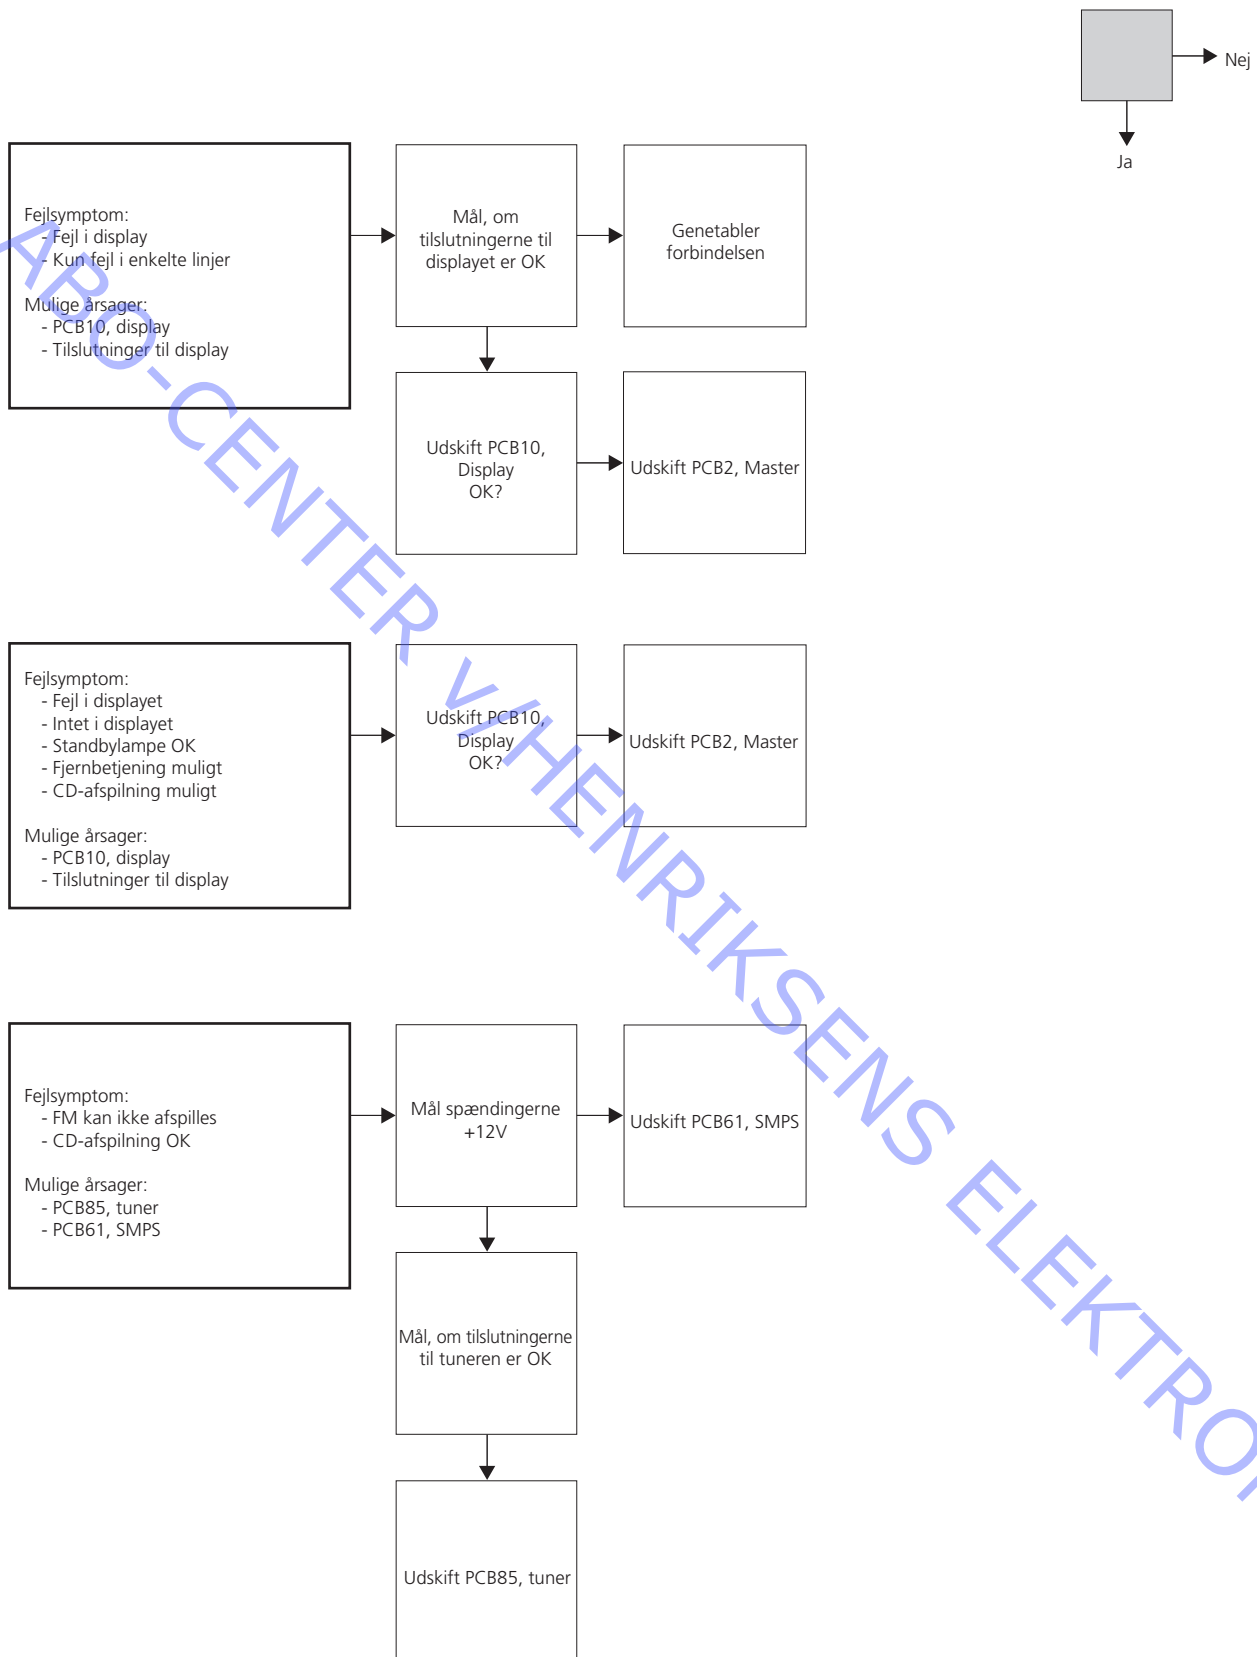 Nej
Ja
Fejlsymptom:
- Fejl i display
- Kun fejl i enkelte linjer
Mulige årsager:
- PCB10, display
- Tilslutninger til display
Mål, om
tilslutningerne til
displayet er OK
Genetabler
forbindelsen
Udskift PCB10,
Display
OK?
Udskift PCB2, Master
Fejlsymptom:
- Fejl i displayet
- Intet i displayet
- Standbylampe OK
- Fjernbetjening muligt
- CD-afspilning muligt
Mulige årsager:
- PCB10, display
- Tilslutninger til display
Udskift PCB10,
Display
OK?
Udskift PCB2, Master
Fejlsymptom:
- FM kan ikke afspilles
- CD-afspilning OK
Mulige årsager:
- PCB85, tuner
- PCB61, SMPS
Mål spændingerne
+12V
Udskift PCB61, SMPS
Mål, om tilslutningerne
til tuneren er OK
Udskift PCB85, tuner
ABO-CENTER v/HENRIKSENS ELEKTRO